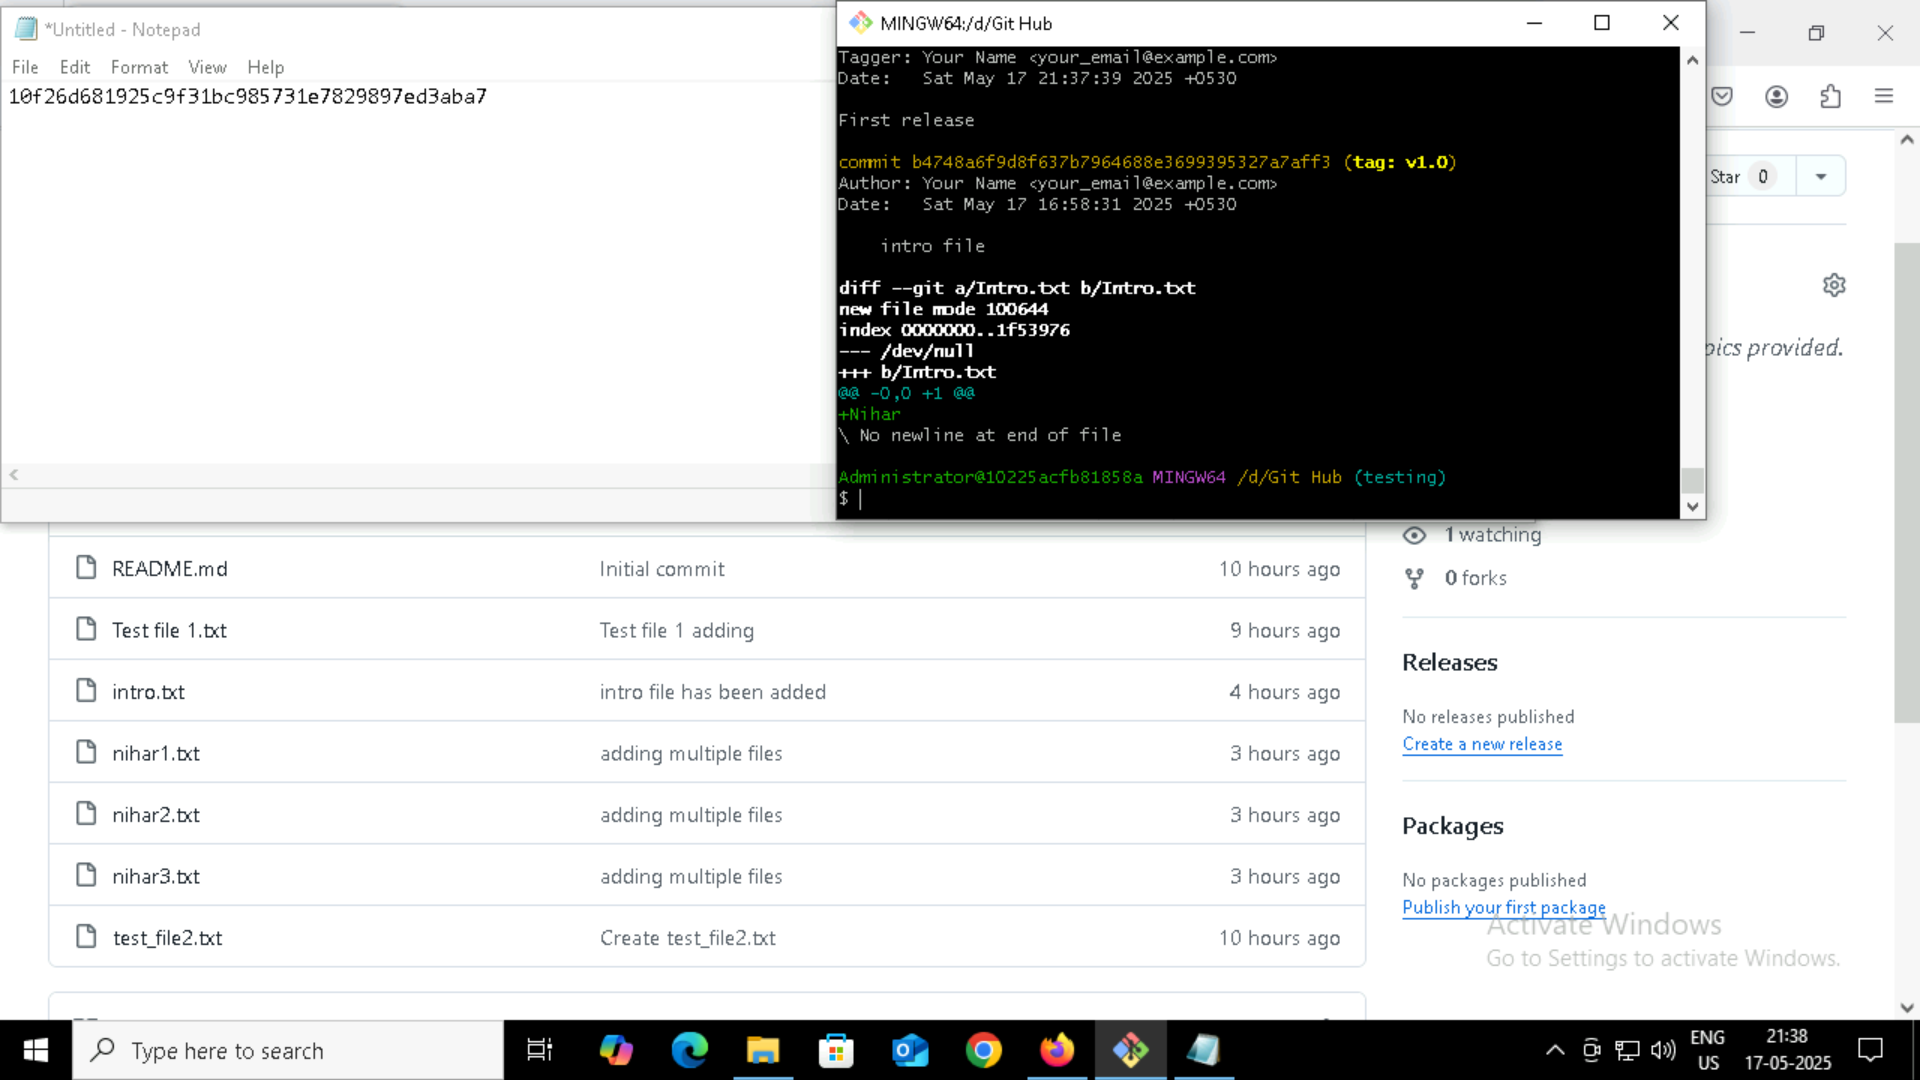 *Untitled - Notepad
File Edit Format View Help
10f26d681925c9f31bc985731e7829897ed3aba7
MINGW64:/d/Git Hub
Tagger: Your Name <your_email@example.com>
Date:   Sat May 17 21:37:39 2025 +0530
First release
commit b4748a6f9d8f637b7964688e3699395327a7aff3 (tag: v1.0)
Author: Your Name <your_email@example.com>
Date:   Sat May 17 16:58:31 2025 +0530
intro file
diff --git a/Intro.txt b/Intro.txt
new file mode 100644
index 0000000..1f53976
--- /dev/null
+++ b/Intro.txt
@@ -0,0 +1 @@
+Nihar
\ No newline at end of file
Administrator@10225acfb81858a MINGW64 /d/Git Hub (testing)
$
Star 0
pics provided.
1 watching
0 forks
README.md Initial commit 10 hours ago
Test file 1.txt Test file 1 adding 9 hours ago
intro.txt intro file has been added 4 hours ago
nihar1.txt adding multiple files 3 hours ago
nihar2.txt adding multiple files 3 hours ago
nihar3.txt adding multiple files 3 hours ago
test_file2.txt Create test_file2.txt 10 hours ago
Releases
No releases published
Create a new release
Packages
No packages published
Publish your first package
Activate Windows
Go to Settings to activate Windows.
Type here to search
ENG
US
21:38
17-05-2025